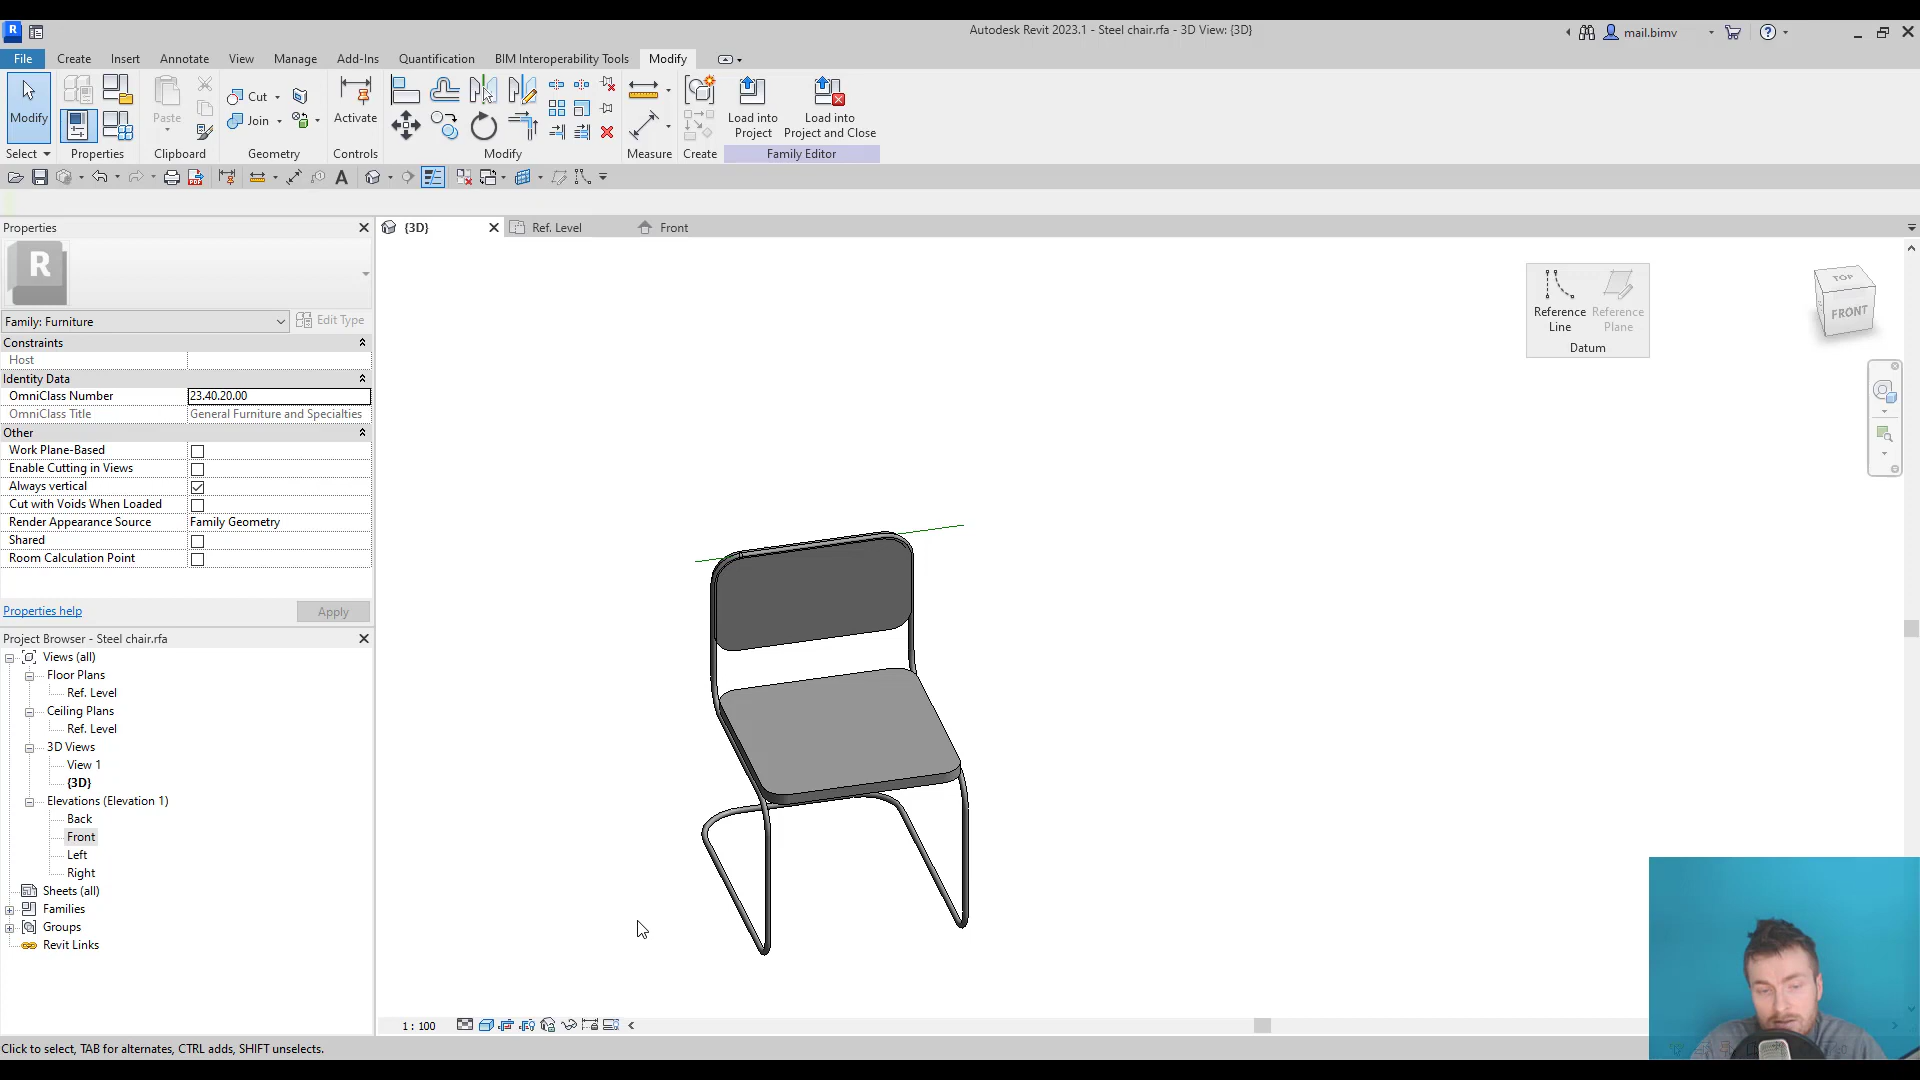 R
Autodesk Revit 2023.1 - Steel chair.rfa - 3D View: {3D}
mail.bimv
File Create Insert Annotate View Manage Add-Ins Quantification BIM Interoperability Tools Modify
Modify
Paste
Cut
Join
Activate
Load into
Project
Load into
Project and Close
Select Properties Clipboard Geometry Controls Modify Measure Create Family Editor
A
Properties
{3D}
Ref. Level
Front
R
Family: Furniture
Edit Type
Constraints
Host
Identity Data
OmniClass Number 23.40.20.00
OmniClass Title General Furniture and Specialties
Other
Work Plane-Based
Enable Cutting in Views
Always vertical
Cut with Voids When Loaded
Render Appearance Source Family Geometry
Shared
Room Calculation Point
Properties help
Apply
Project Browser - Steel chair.rfa
Views (all)
Floor Plans
Ref. Level
Ceiling Plans
Ref. Level
3D Views
View 1
{3D}
Elevations (Elevation 1)
Back
Front
Left
Right
Sheets (all)
Families
Groups
Revit Links
Reference
Line
Reference
Plane
Datum
TOP
FRONT
1 : 100
Click to select, TAB for alternates, CTRL adds, SHIFT unselects.